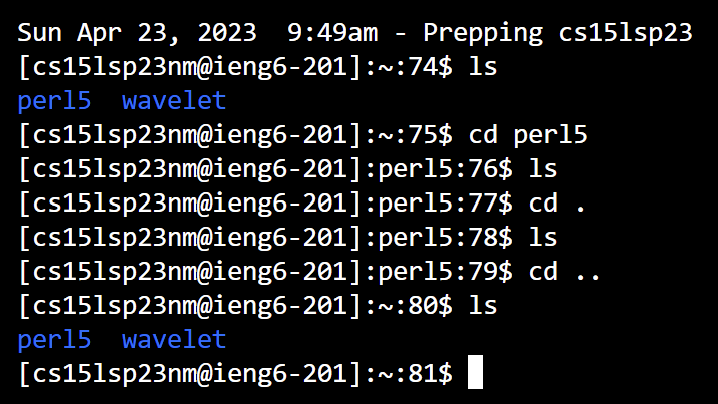 Sun Apr 23, 2023  9:49am - Prepping cs15lsp23
[cs15lsp23nm@ieng6-201]:~:74$ ls
perl5  wavelet
[cs15lsp23nm@ieng6-201]:~:75$ cd perl5
[cs15lsp23nm@ieng6-201]:perl5:76$ ls
[cs15lsp23nm@ieng6-201]:perl5:77$ cd .
[cs15lsp23nm@ieng6-201]:perl5:78$ ls
[cs15lsp23nm@ieng6-201]:perl5:79$ cd ..
[cs15lsp23nm@ieng6-201]:~:80$ ls
perl5  wavelet
[cs15lsp23nm@ieng6-201]:~:81$